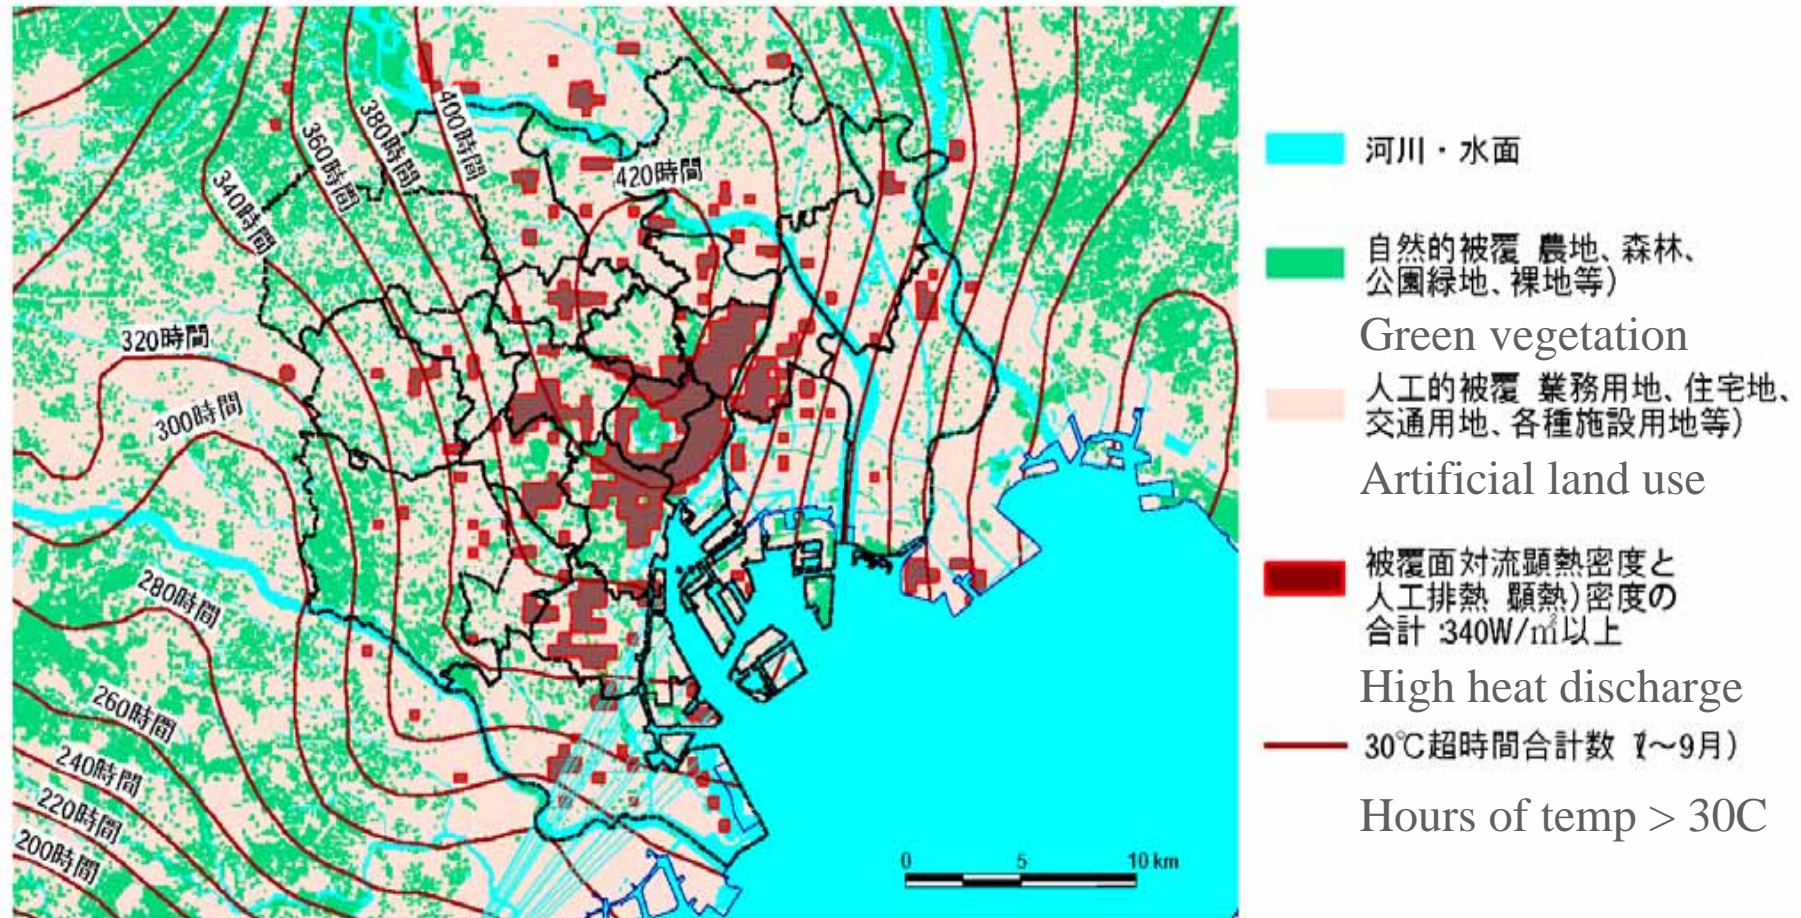 400時間
380時間
360時間
340時間
420時間
320時間
300時間
280時間
260時間
240時間
220時間
200時間
0 5 10 km
河川・水面
自然的被覆 農地、森林、
公園緑地、裸地等)
Green vegetation
人工的被覆 業務用地、住宅地、
交通用地、各種施設用地等)
Artificial land use
被覆面対流顕熱密度と
人工排熱 顕熱)密度の
合計 :340W/㎡以上
High heat discharge
30℃超時間合計数 ~9月)
Hours of temp > 30C